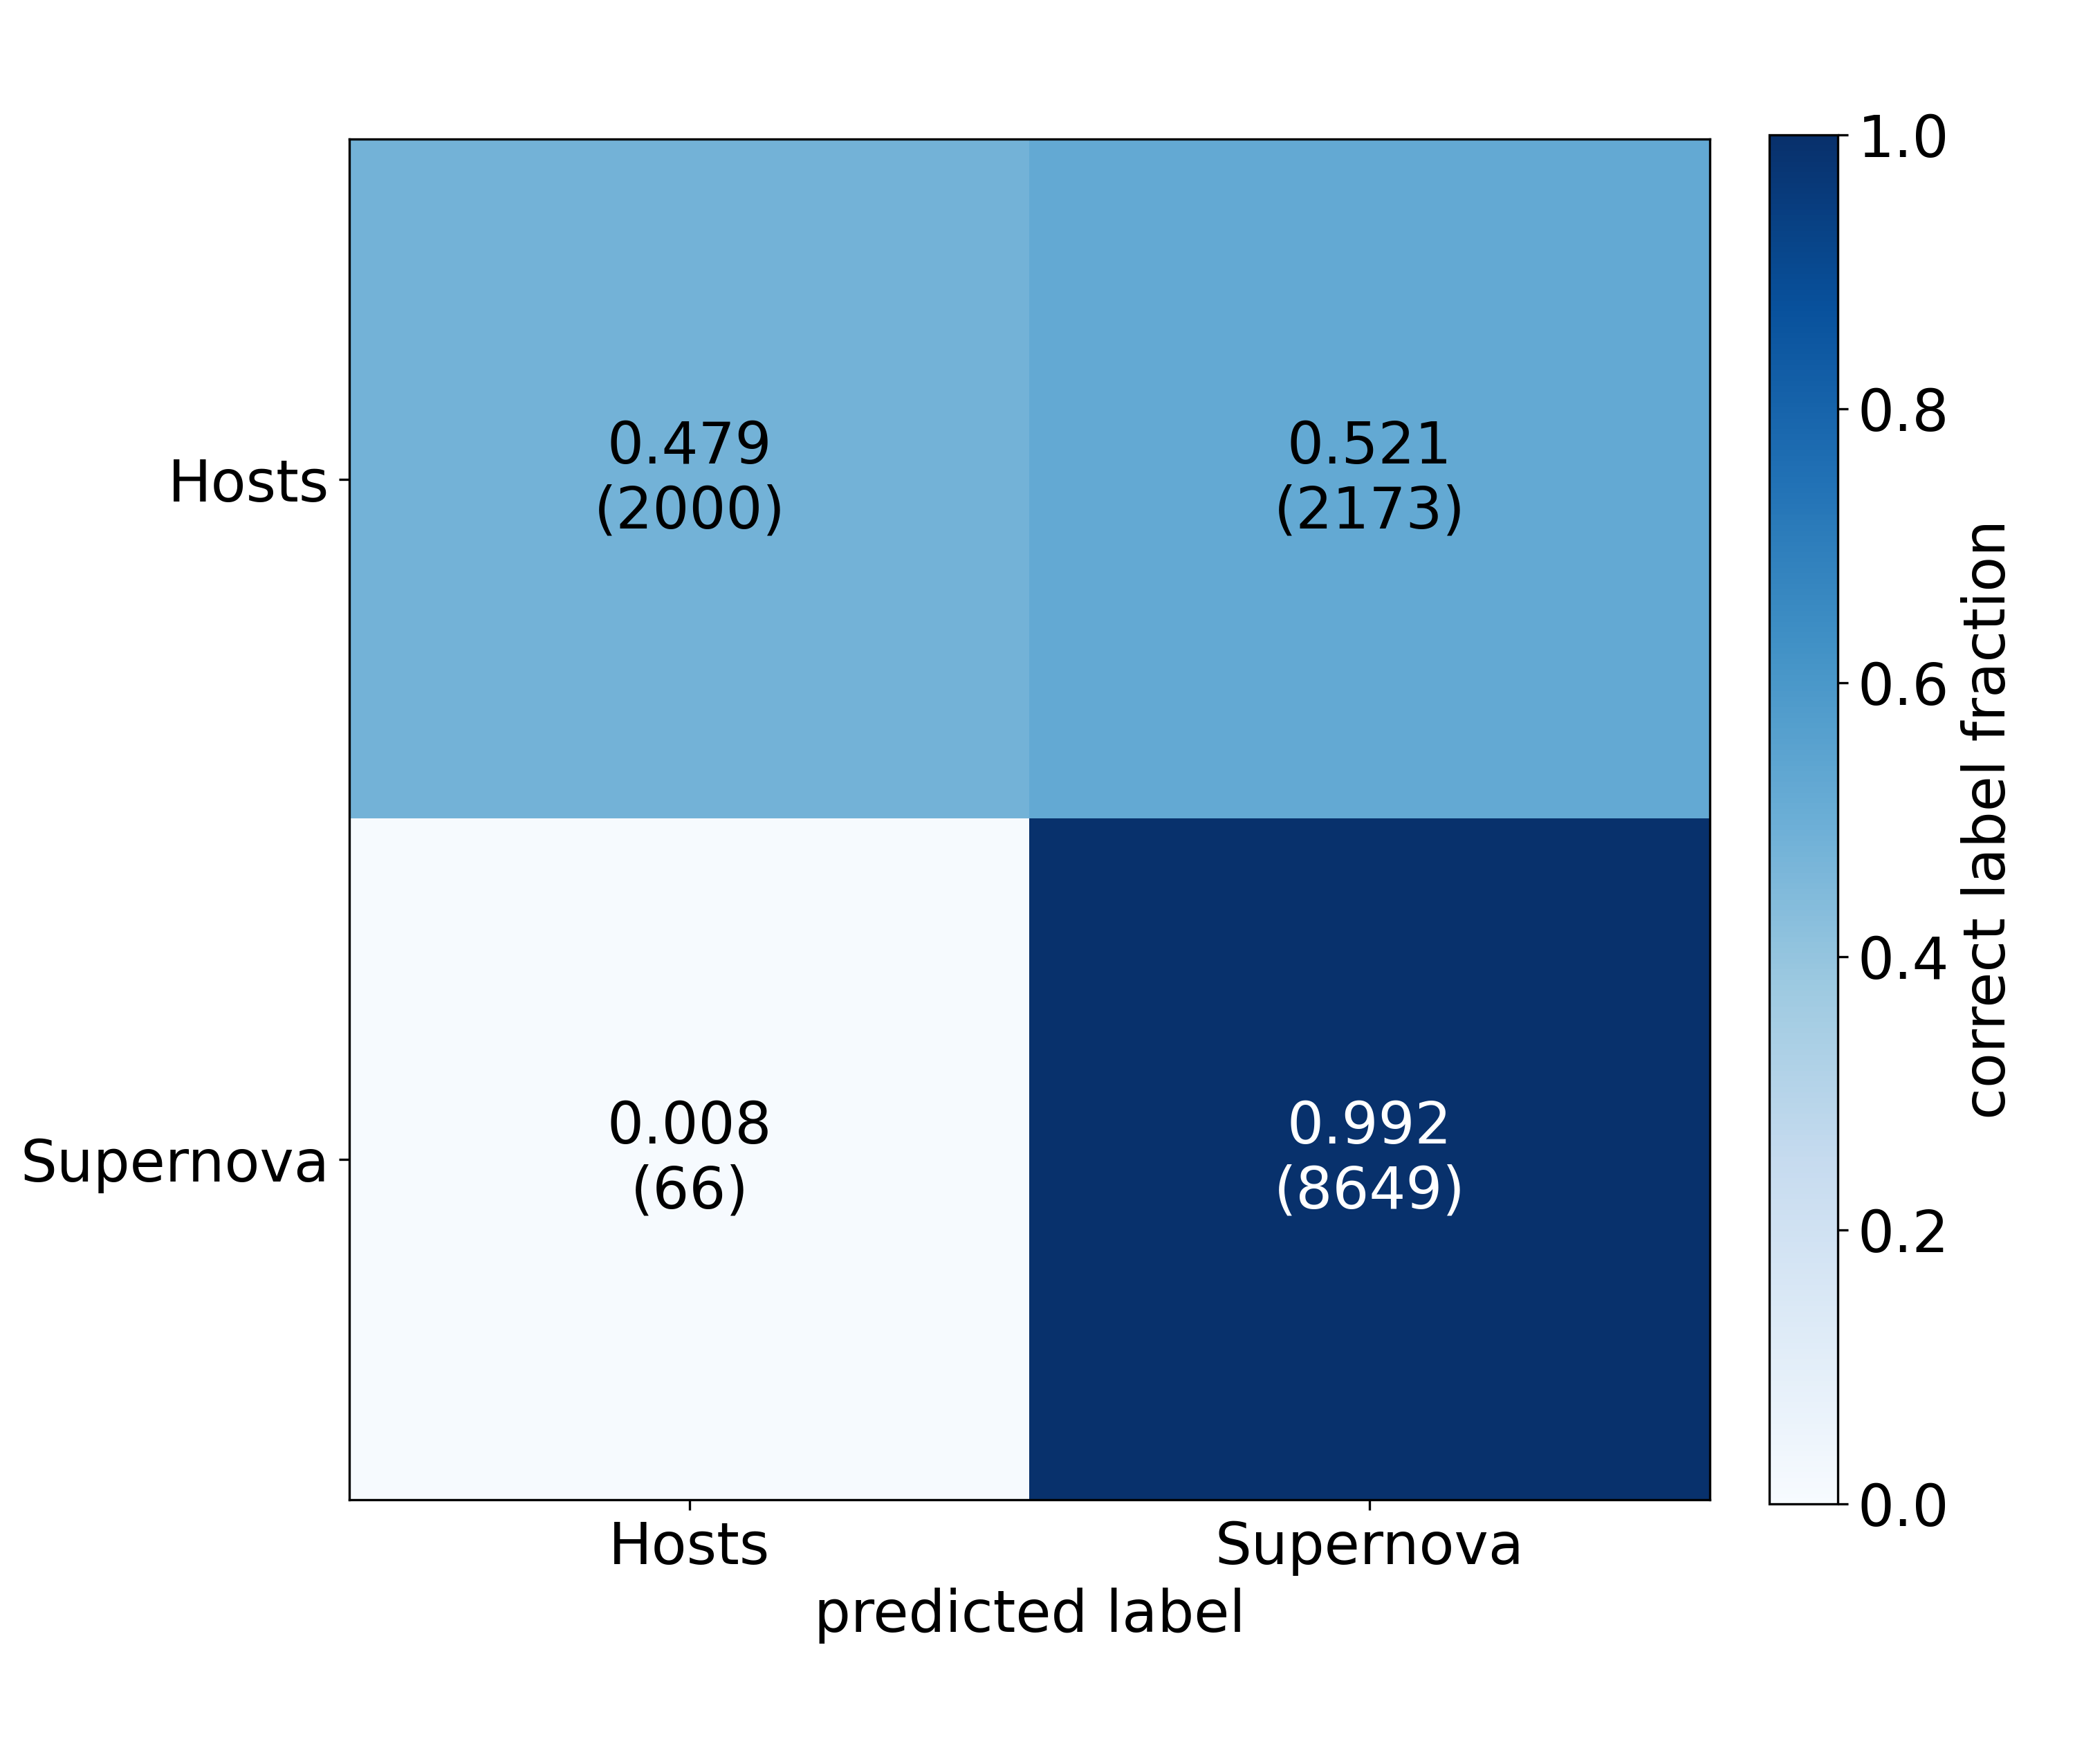 Hosts
0.479
(2000)
0.521
(2173)
Supernova
0.008
(66)
0.992
(8649)
Hosts
Supernova
predicted label
1.0
0.8
0.6
0.4
0.2
0.0
correct label fraction